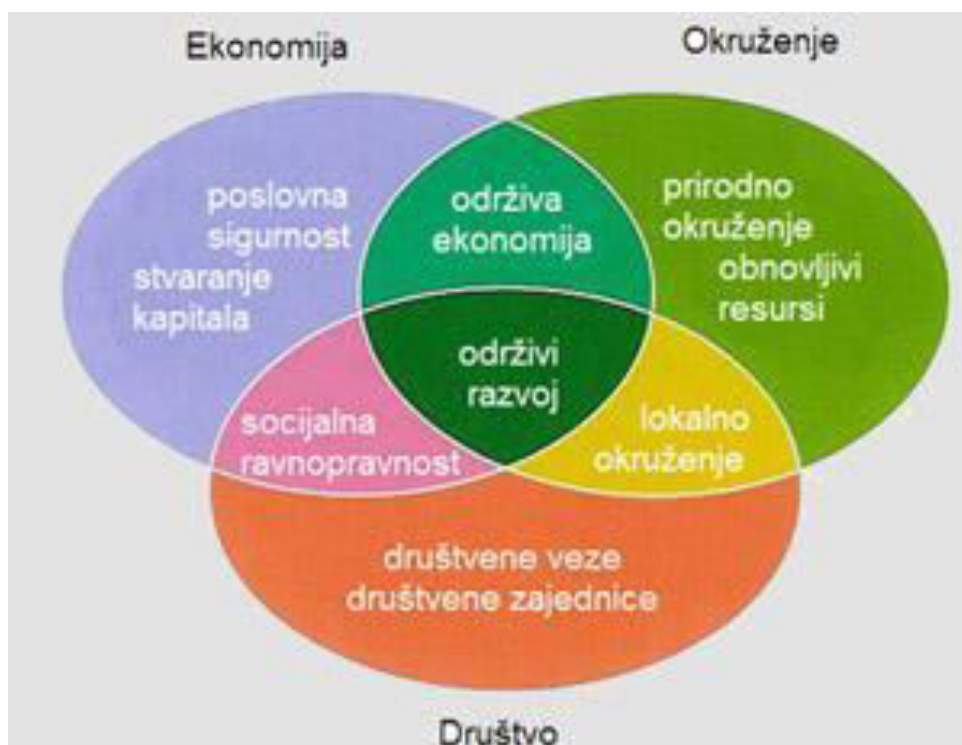 Ekonomija
Okruženje
poslovna
sigurnost
stvaranje
kapitala
održiva
ekonomija
prirodno
okruženje
obnovljivi
resursi
održivi
razvoj
socijalna
ravnopravnost
lokalno
okruženje
društvene veze
društvene zajednice
Društvo